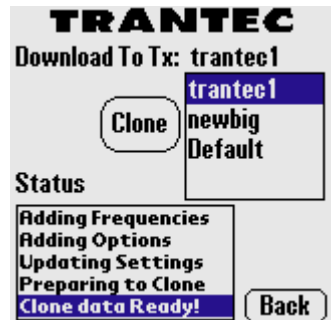 TRANTEC
Download To Tx: trantec1
trantec1
Clone
newbig
Default
Status
Adding Frequencies
Adding Options
Updating Settings
Preparing to Clone
Clone data Ready!
Back